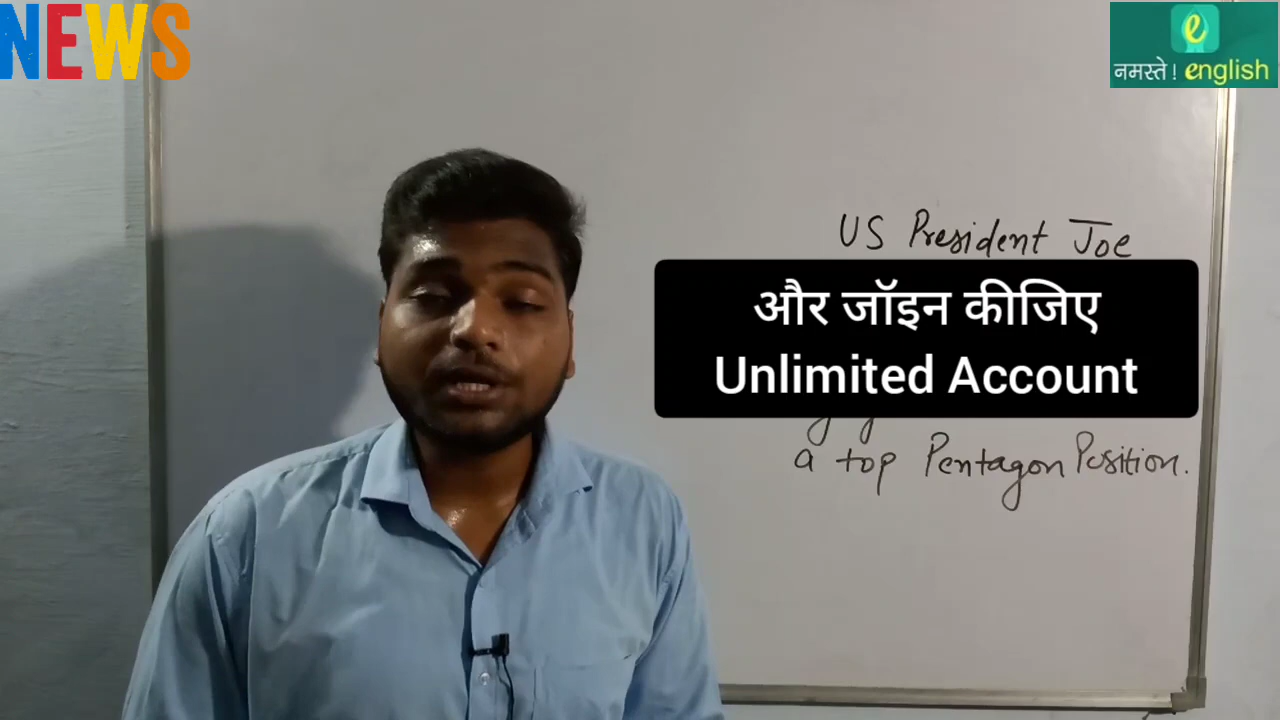 NEWS
e
नमस्ते ! english
US President Joe
और जॉइन कीजिए
Unlimited Account
a top Pentagon Position.